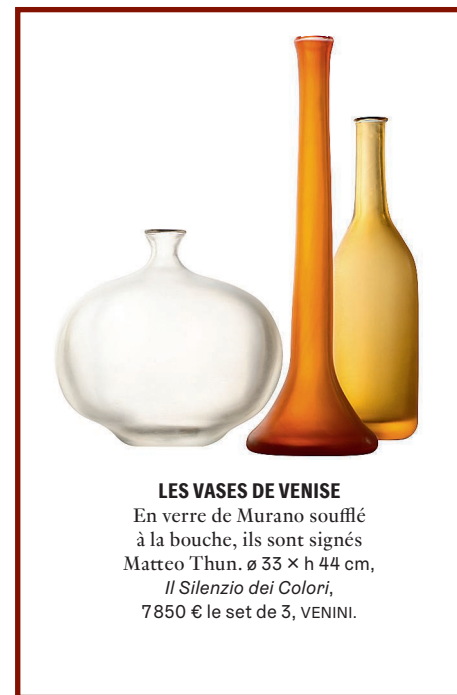 LES VASES DE VENISE
En verre de Murano soufflé
à la bouche, ils sont signés
Matteo Thun. ø 33 × h 44 cm,
Il Silenzio dei Colori,
7 850 € le set de 3, VENINI.